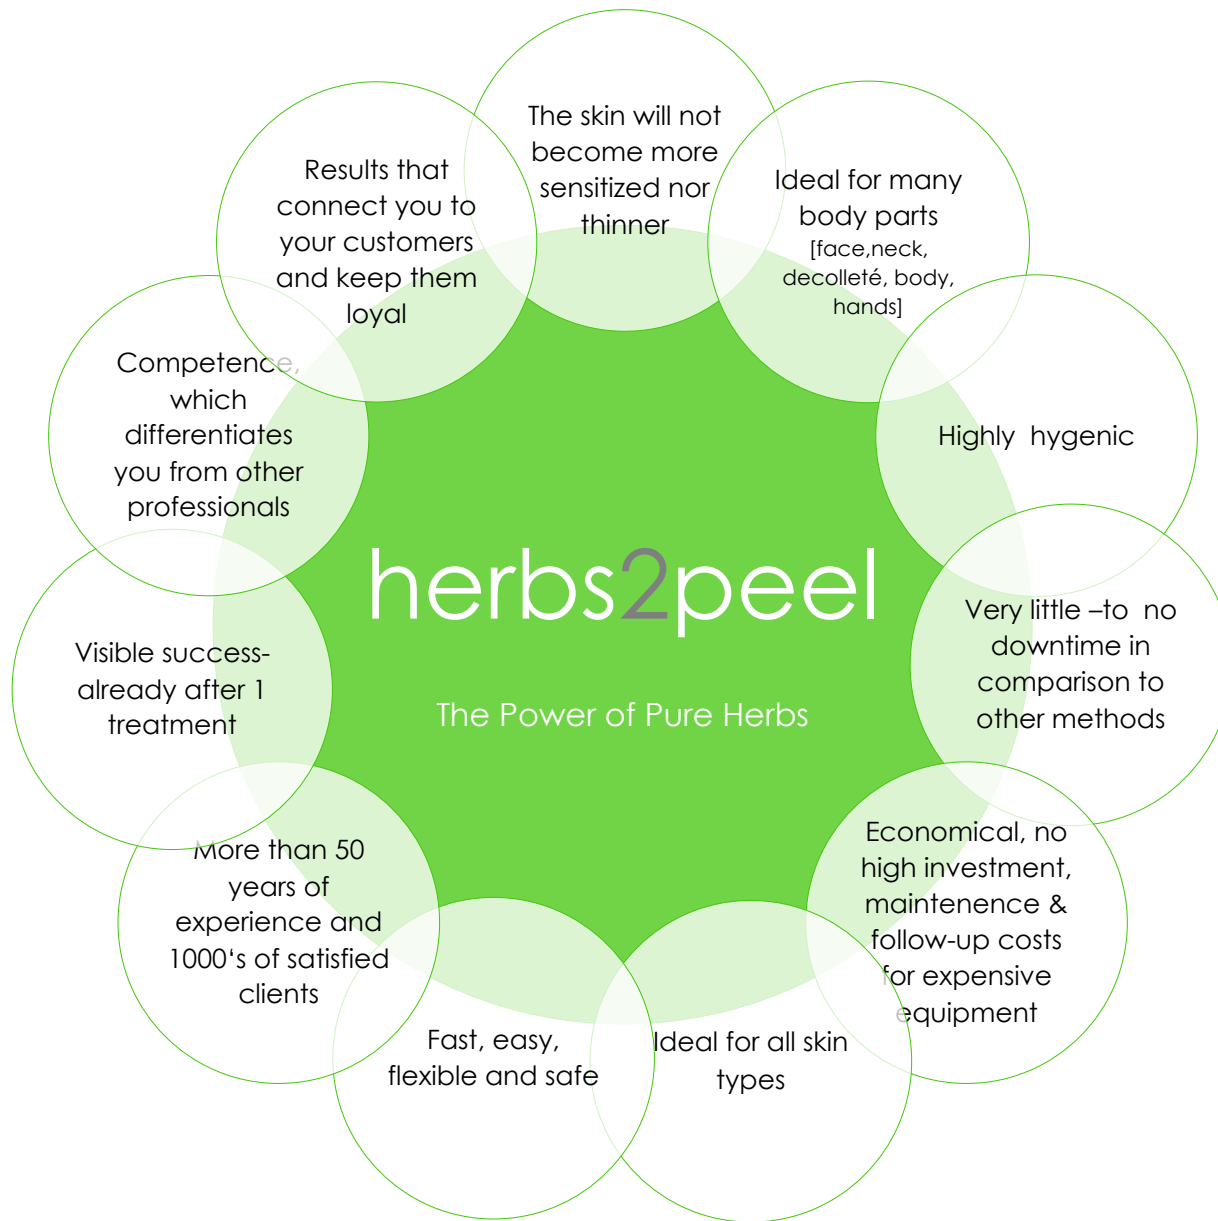 The skin will not
become more
sensitized nor
thinner
Ideal for many
body parts
[face,neck,
decolleté, body,
hands]
Highly  hygenic
Very little –to  no
downtime in
comparison to
other methods
Economical, no
high investment,
maintenence &
follow-up costs
for expensive
equipment
Ideal for all skin
types
Fast, easy,
flexible and safe
More than 50
years of
experience and
1000‘s of satisfied
clients
Visible success-
already after 1
treatment
Competence,
which
differentiates
you from other
professionals
Results that
connect you to
your customers
and keep them
loyal
herbs2peel
The Power of Pure Herbs